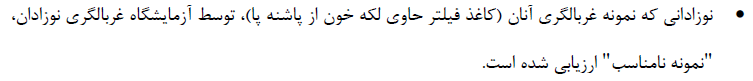 • نوزادانی که نمونه غربالگری آنان (کاغذ فیلتر حاوی لکه خون از پاشنه پا)، توسط آزمایشگاه غربالگری نوزادان،
"نمونه نامناسب" ارزیابی شده است.